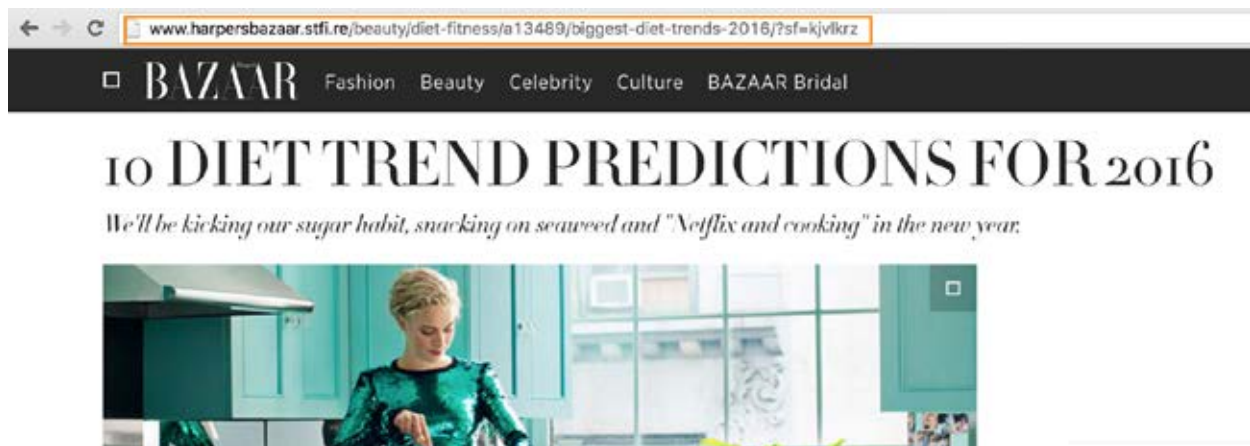 www.harpersbazaar.stfi.re/beauty/diet-fitness/a13489/biggest-diet-trends-2016/?sf=kjvlkrz
BAZAAR Fashion Beauty Celebrity Culture BAZAAR Bridal
10 DIET TREND PREDICTIONS FOR 2016
We'll be kicking our sugar habit, snacking on seaweed and "Netflix and cooking" in the new year.